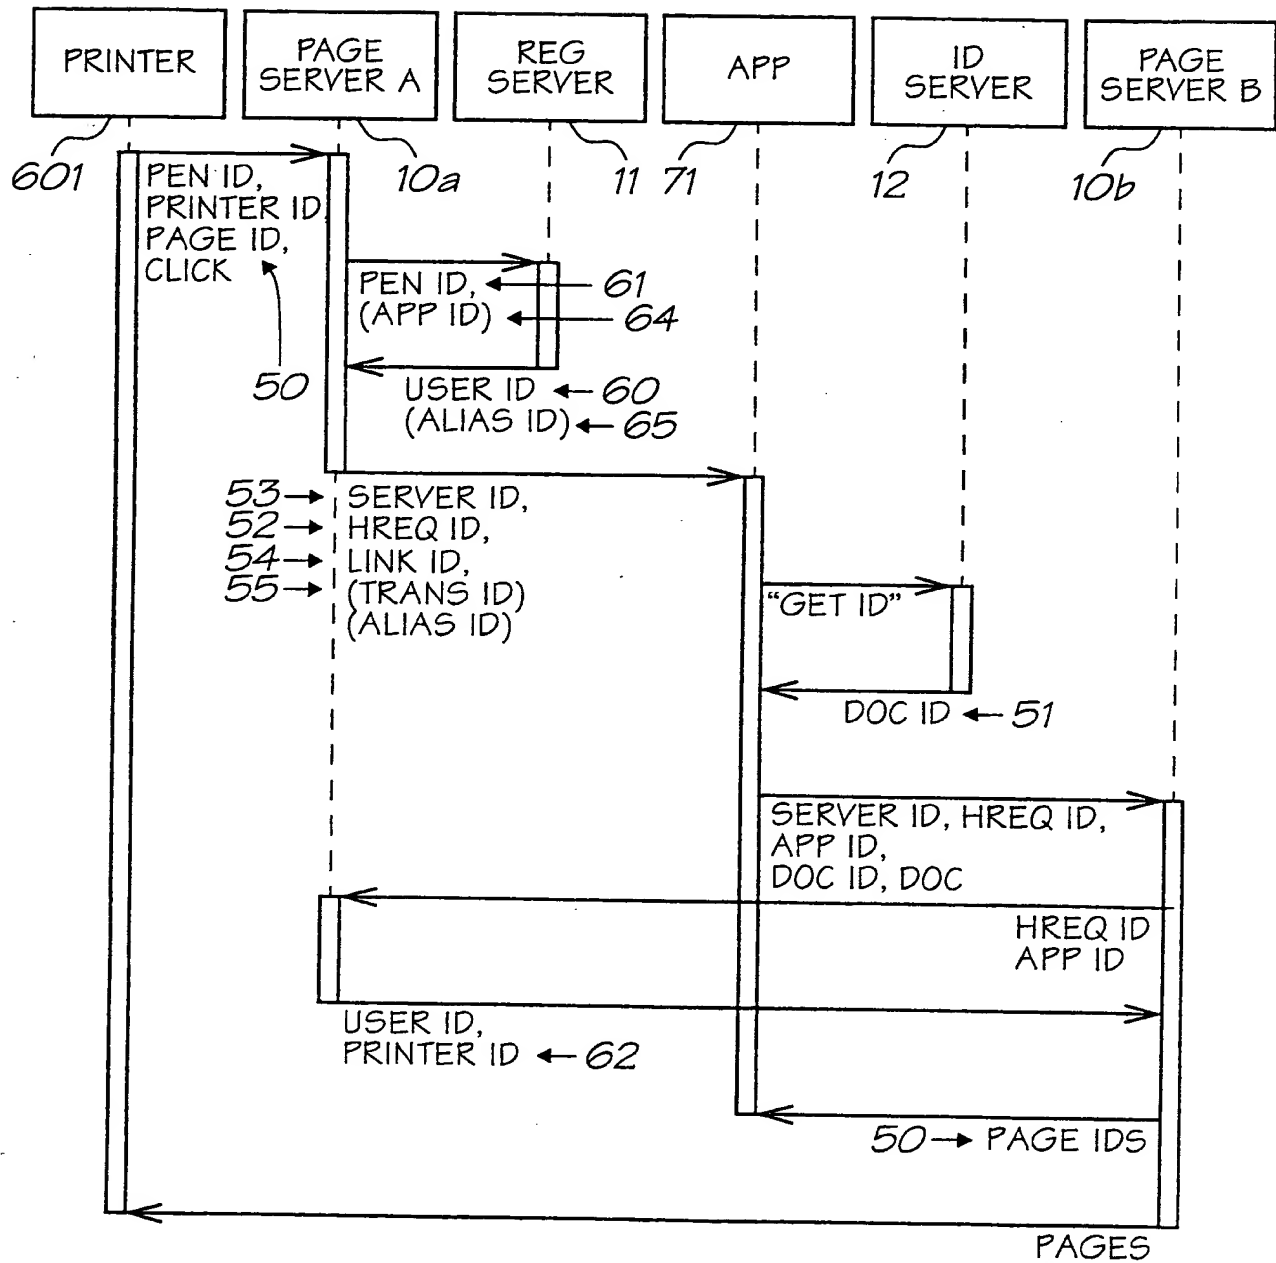 PRINTER
PAGE
SERVER A
REG
SERVER
APP
ID
SERVER
PAGE
SERVER B
601
10a
11
71
12
10b
PEN ID,
PRINTER ID,
PAGE ID,
CLICK
50
PEN ID,
61
(APP ID)
64
USER ID
60
(ALIAS ID)
65
53
SERVER ID,
52
HREQ ID,
54
LINK ID,
55
(TRANS ID)
(ALIAS ID)
"GET ID"
DOC ID
51
SERVER ID, HREQ ID,
APP ID,
DOC ID, DOC
HREQ ID
APP ID
USER ID,
PRINTER ID
62
50
PAGE IDS
PAGES